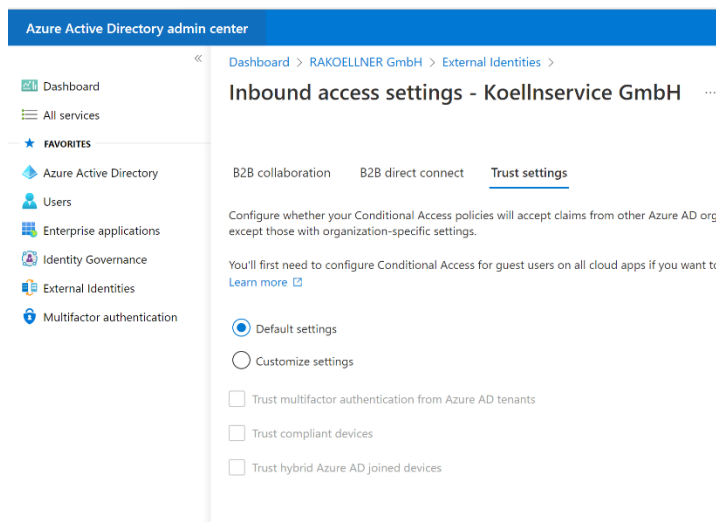 Azure Active Directory admin center
«
Dashboard > RAKOELLNER GmbH > External Identities >
Inbound access settings - Koellnservice GmbH ...
Dashboard
All services
FAVORITES
Azure Active Directory
Users
Enterprise applications
Identity Governance
External Identities
Multifactor authentication
B2B collaboration B2B direct connect Trust settings
Configure whether your Conditional Access policies will accept claims from other Azure AD
except those with organization-specific settings.
You'll first need to configure Conditional Access for guest users on all cloud apps if you want
Learn more
Default settings
Customize settings
Trust multifactor authentication from Azure AD tenants
Trust compliant devices
Trust hybrid Azure AD joined devices